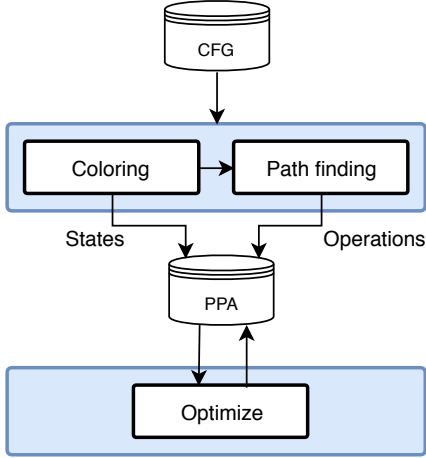 CFG
Coloring
Path finding
States
Operations
PPA
Optimize